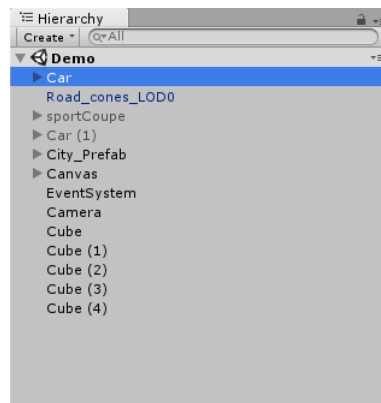 Hierarchy
Create All
Demo
Car
Road_cones_LOD0
sportCoupe
Car (1)
City_Prefab
Canvas
EventSystem
Camera
Cube
Cube (1)
Cube (2)
Cube (3)
Cube (4)